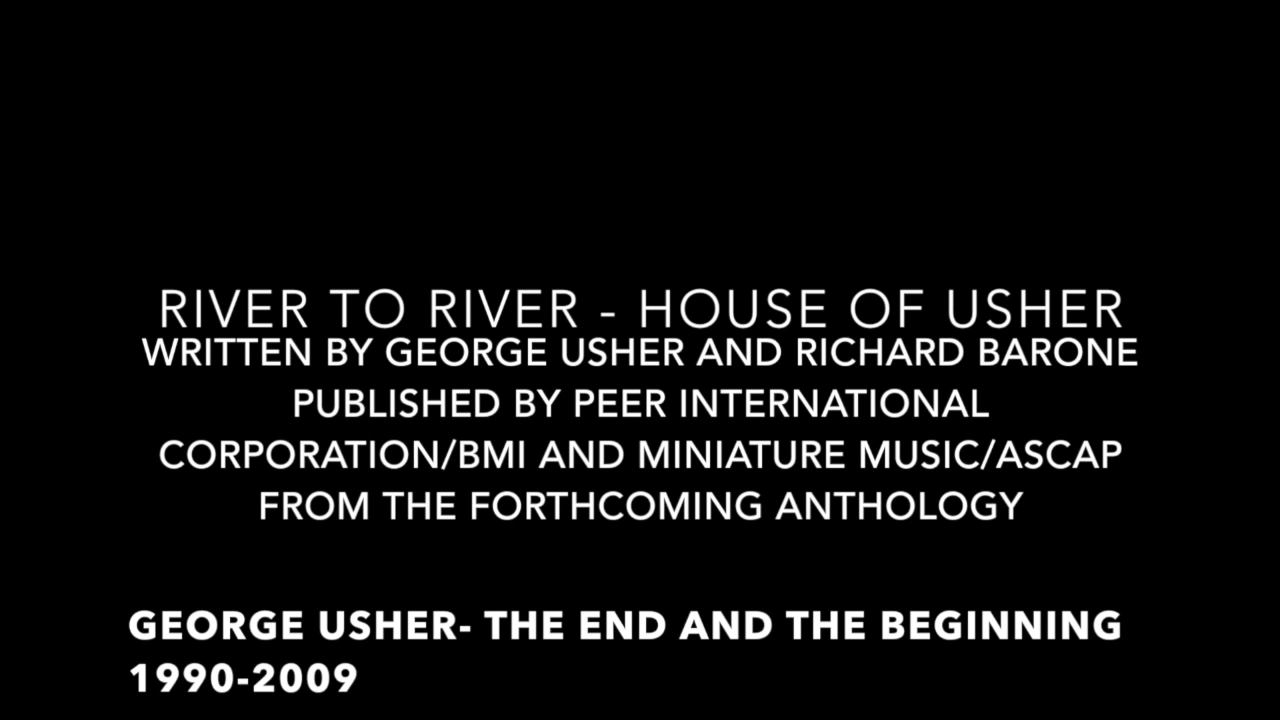 RIVER TO RIVER - HOUSE OF USHER
WRITTEN BY GEORGE USHER AND RICHARD BARONE
PUBLISHED BY PEER INTERNATIONAL
CORPORATION/BMI AND MINIATURE MUSIC/ASCAP
FROM THE FORTHCOMING ANTHOLOGY
GEORGE USHER- THE END AND THE BEGINNING
1990-2009